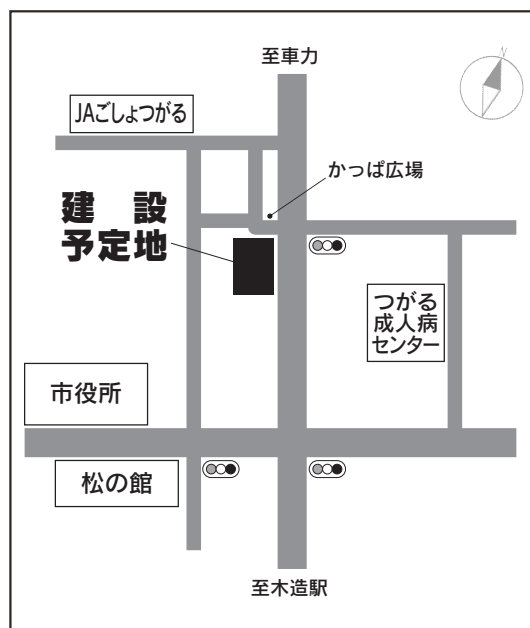 至車力
N
JAごしょつがる
かっぱ広場
建 設
予定地
つがる
成人病
センター
市役所
松の館
至木造駅